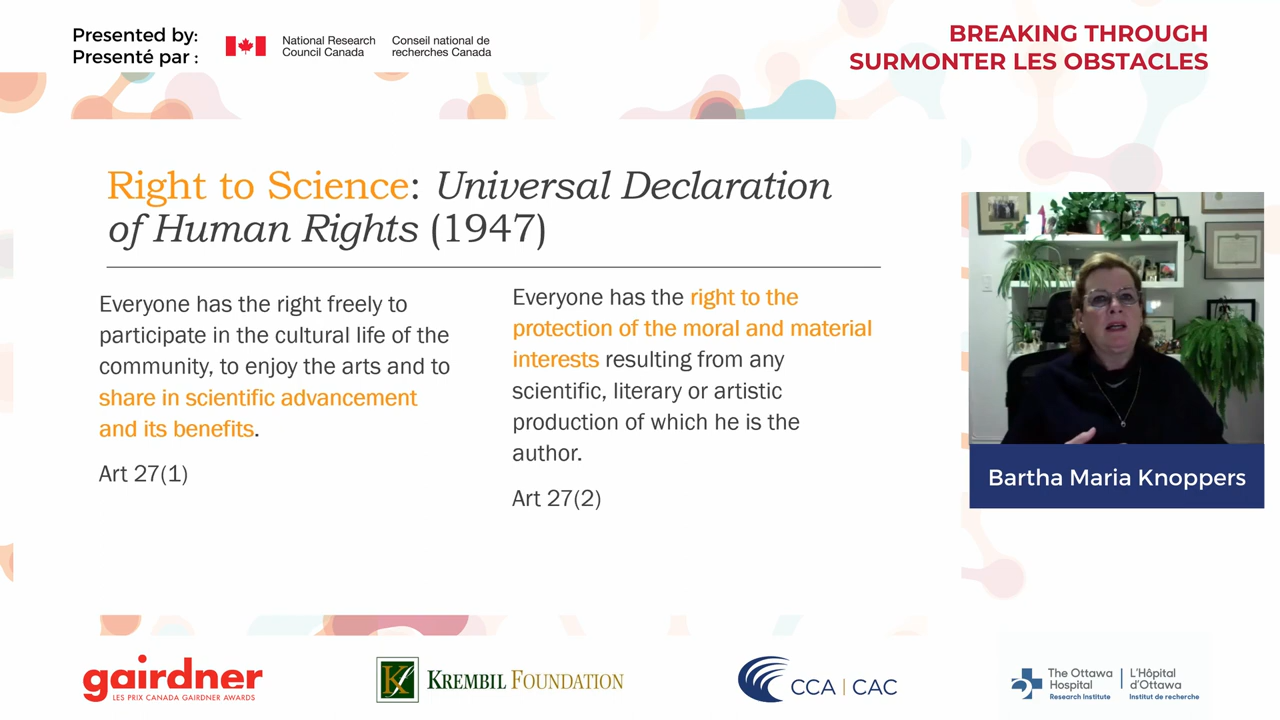 Presented by:
Presenté par :
National Research
Council Canada
Conseil national de
recherches Canada
BREAKING THROUGH
SURMONTER LES OBSTACLES
Right to Science: Universal Declaration
of Human Rights (1947)
Everyone has the right freely to
participate in the cultural life of the
community, to enjoy the arts and to
share in scientific advancement
and its benefits.
Art 27(1)
Everyone has the right to the
protection of the moral and material
interests resulting from any
scientific, literary or artistic
production of which he is the
author.
Art 27(2)
Bartha Maria Knoppers
gairdner
LES PRIX CANADA GAIRDNER AWARDS
K
KREMBIL FOUNDATION
CCA | CAC
The Ottawa
Hospital
Research Institute
L'Hôpital
d'Ottawa
Institut de recherche